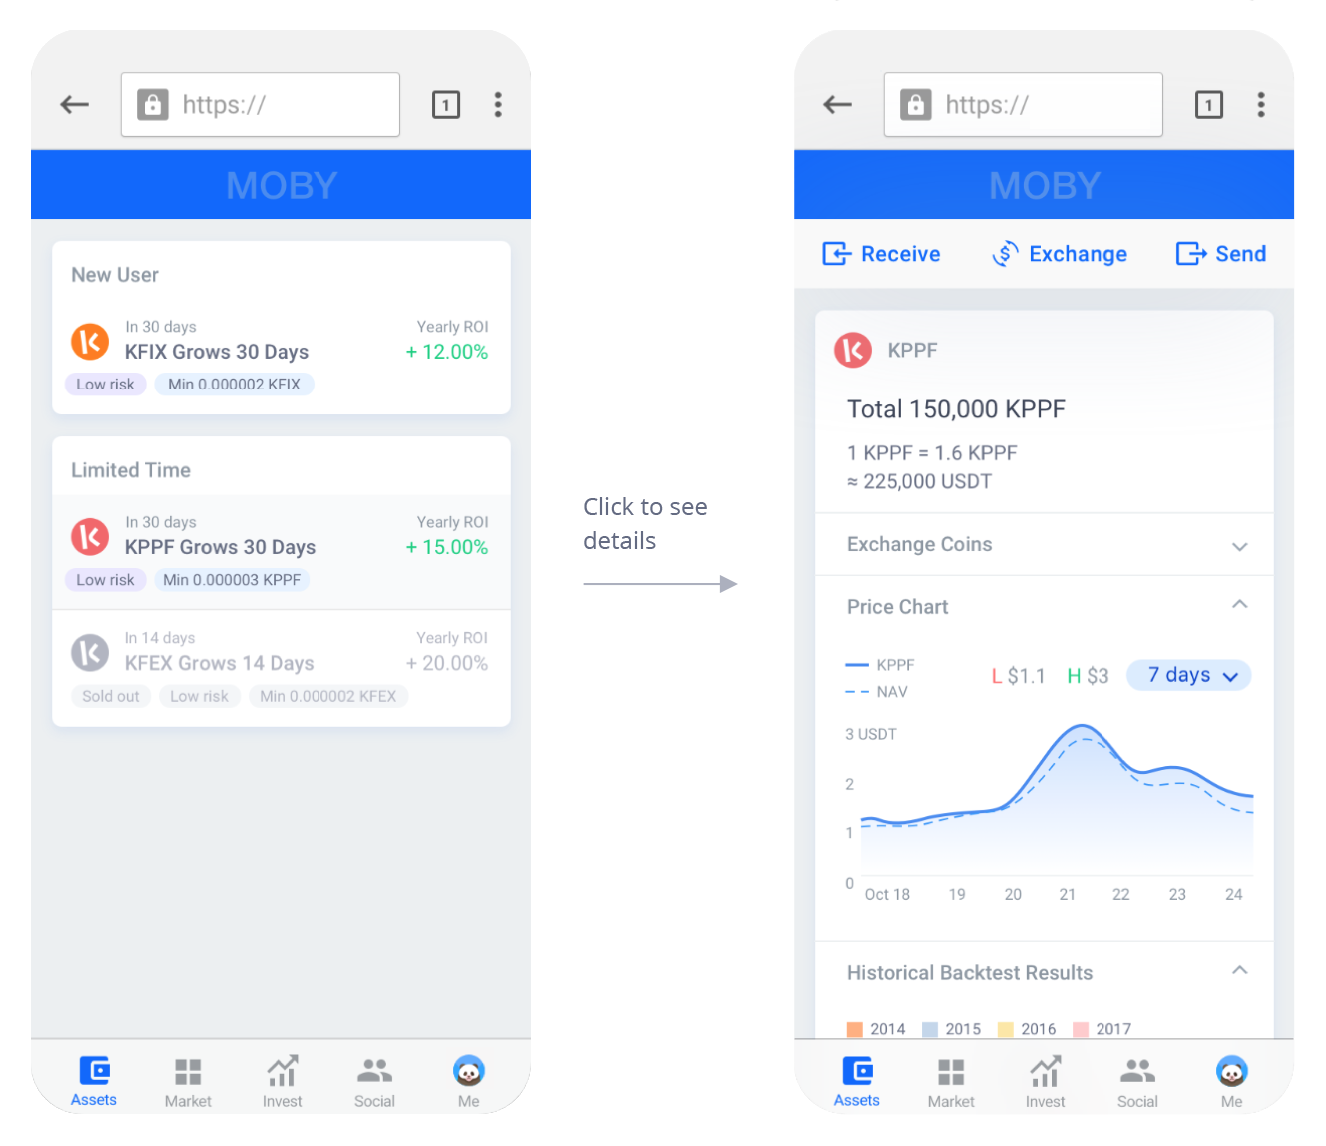 https://
1
MOBY
New User
In 30 days
Yearly ROI
KFIX Grows 30 Days
+ 12.00%
Low risk
Min 0.000002 KFIX
Limited Time
In 30 days
Yearly ROI
KPPF Grows 30 Days
+ 15.00%
Low risk
Min 0.000003 KPPF
In 14 days
Yearly ROI
KFEX Grows 14 Days
+ 20.00%
Sold out
Low risk
Min 0.000002 KFEX
Assets
Market
Invest
Social
Me
Click to see
details
https://
1
MOBY
Receive
Exchange
Send
KPPF
Total 150,000 KPPF
1 KPPF = 1.6 KPPF
≈ 225,000 USDT
Exchange Coins
Price Chart
KPPF
NAV
L $1.1
H $3
7 days
3 USDT
2
1
0
Oct 18
19
20
21
22
23
24
Historical Backtest Results
2014
2015
2016
2017
Assets
Market
Invest
Social
Me